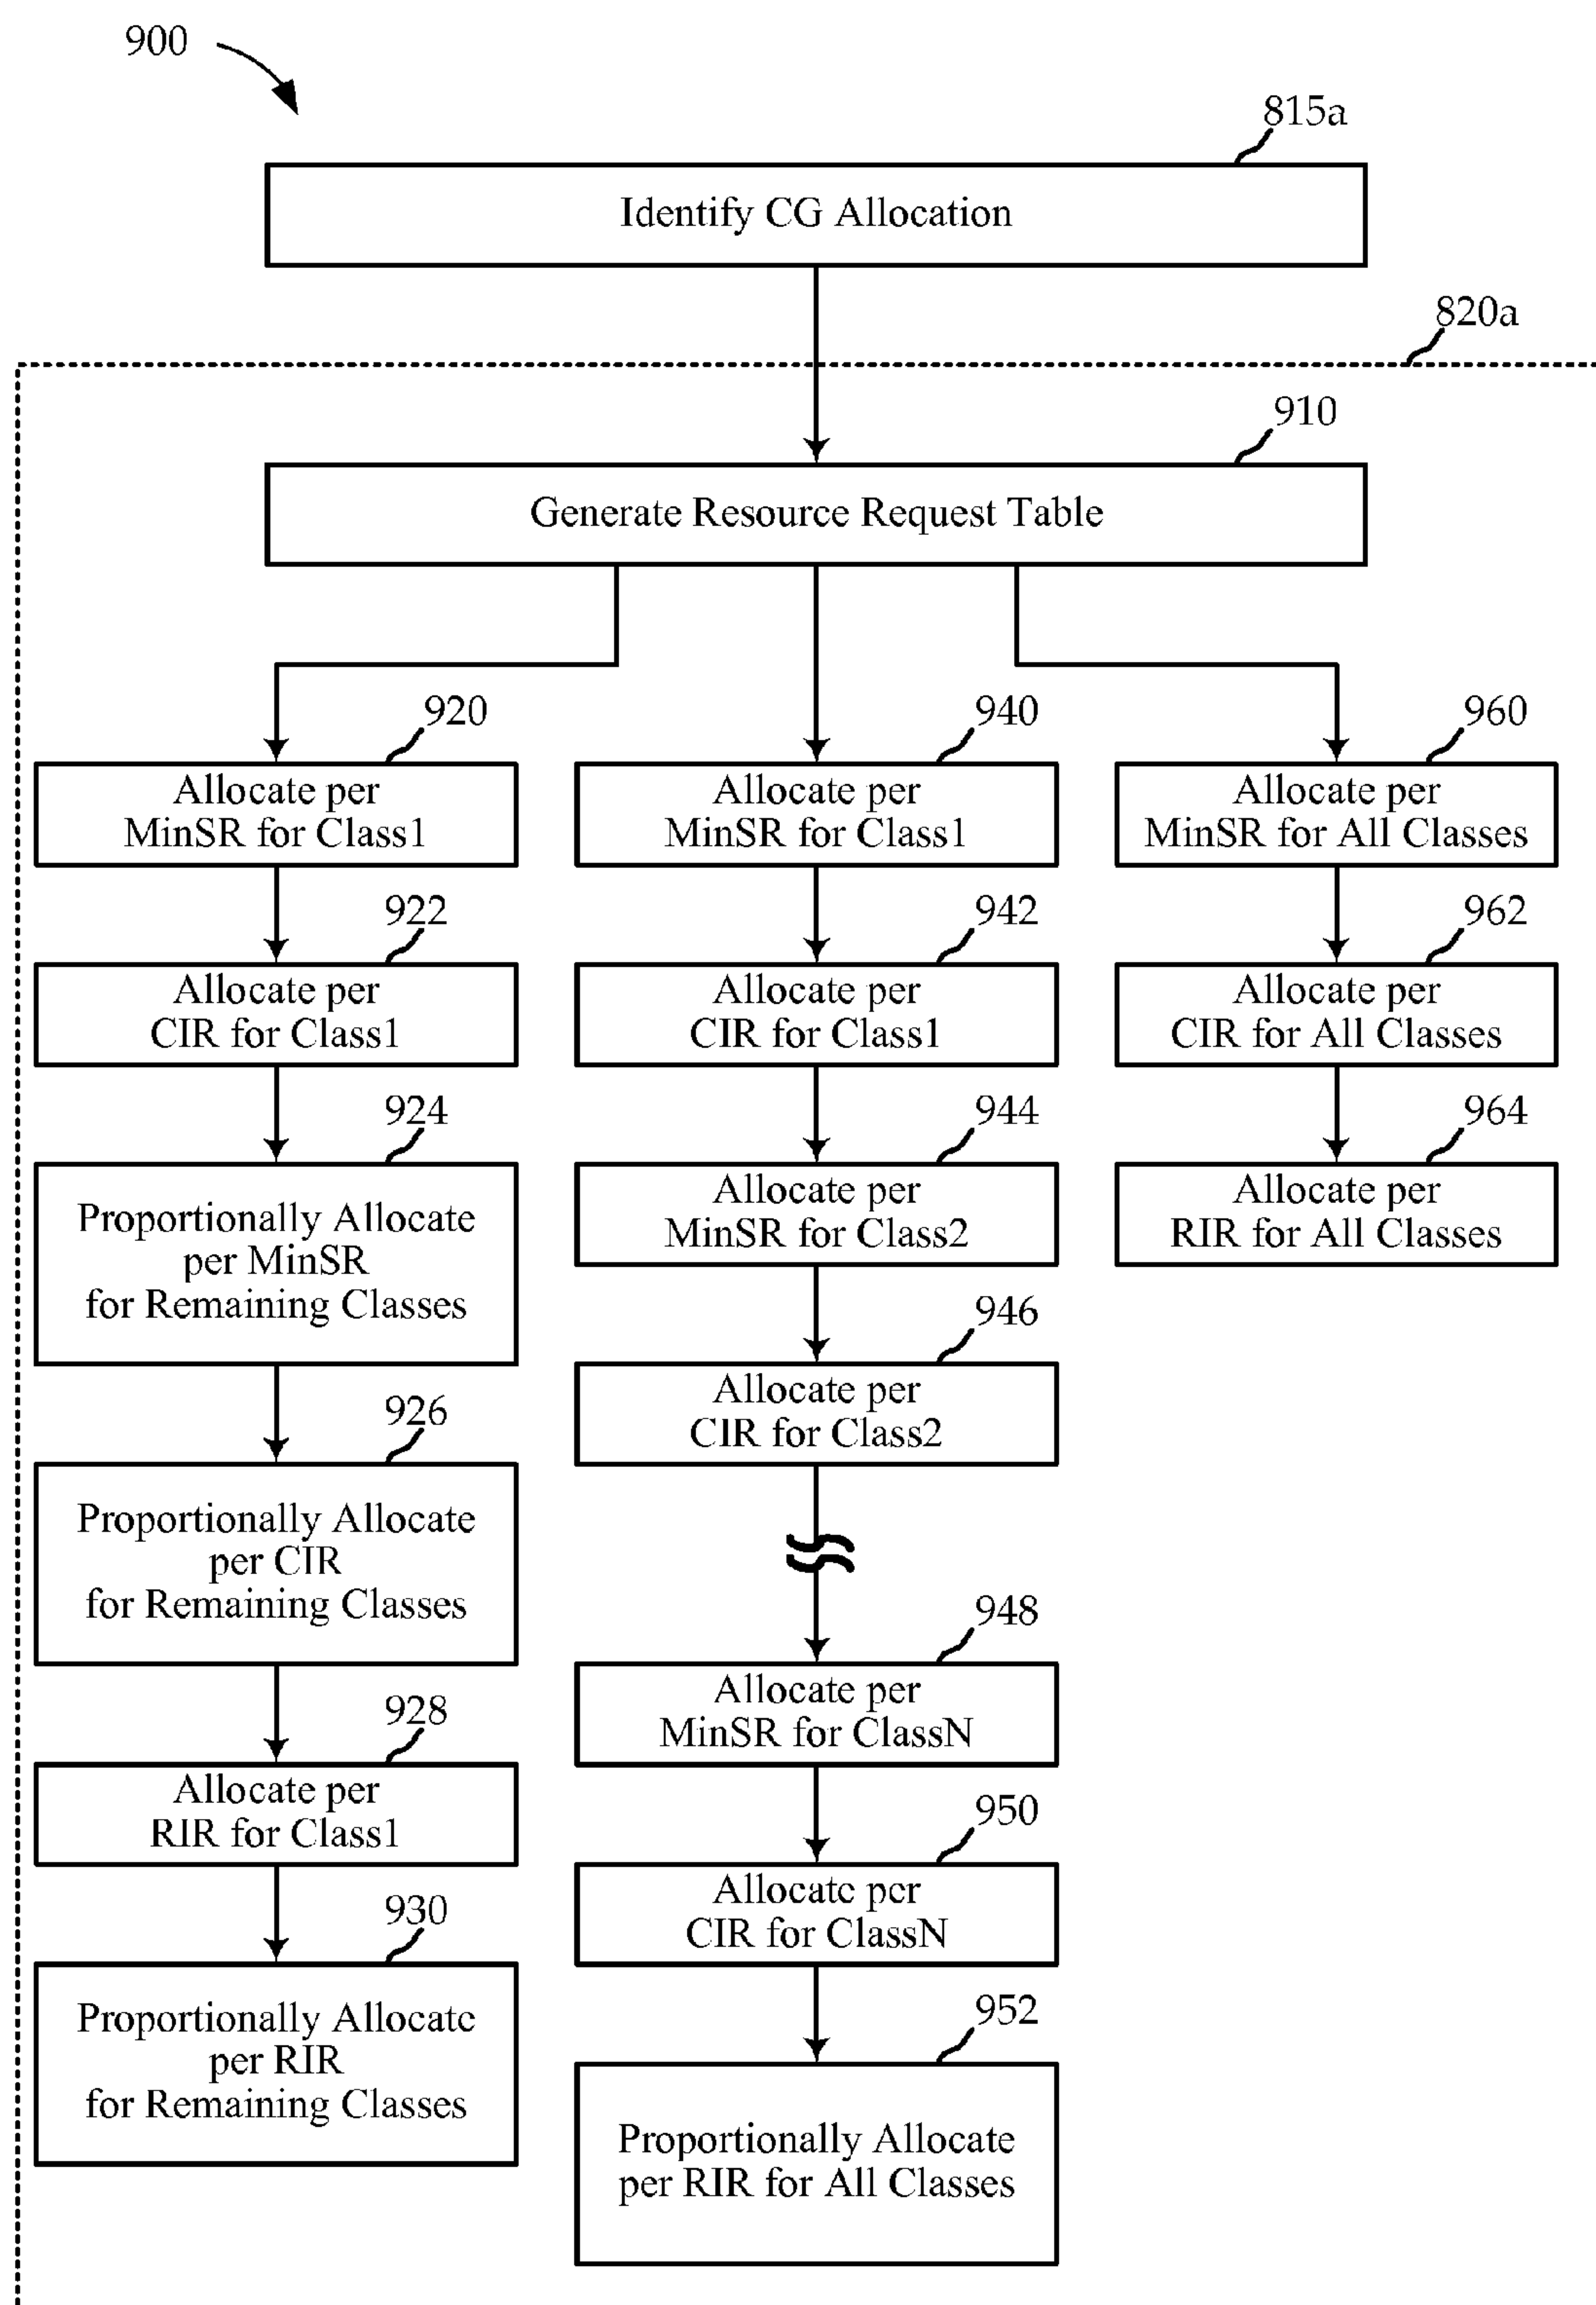 900
815a
Identify CG Allocation
820a
910
Generate Resource Request Table
920
Allocate per
MinSR for Class1
922
Allocate per
CIR for Class1
924
Proportionally Allocate
per MinSR
for Remaining Classes
926
Proportionally Allocate
per CIR
for Remaining Classes
928
Allocate per
RIR for Class1
930
Proportionally Allocate
per RIR
for Remaining Classes
940
Allocate per
MinSR for Class1
942
Allocate per
CIR for Class1
944
Allocate per
MinSR for Class2
946
Allocate per
CIR for Class2
948
Allocate per
MinSR for ClassN
950
Allocate per
CIR for ClassN
952
Proportionally Allocate
per RIR for All Classes
960
Allocate per
MinSR for All Classes
962
Allocate per
CIR for All Classes
964
Allocate per
RIR for All Classes